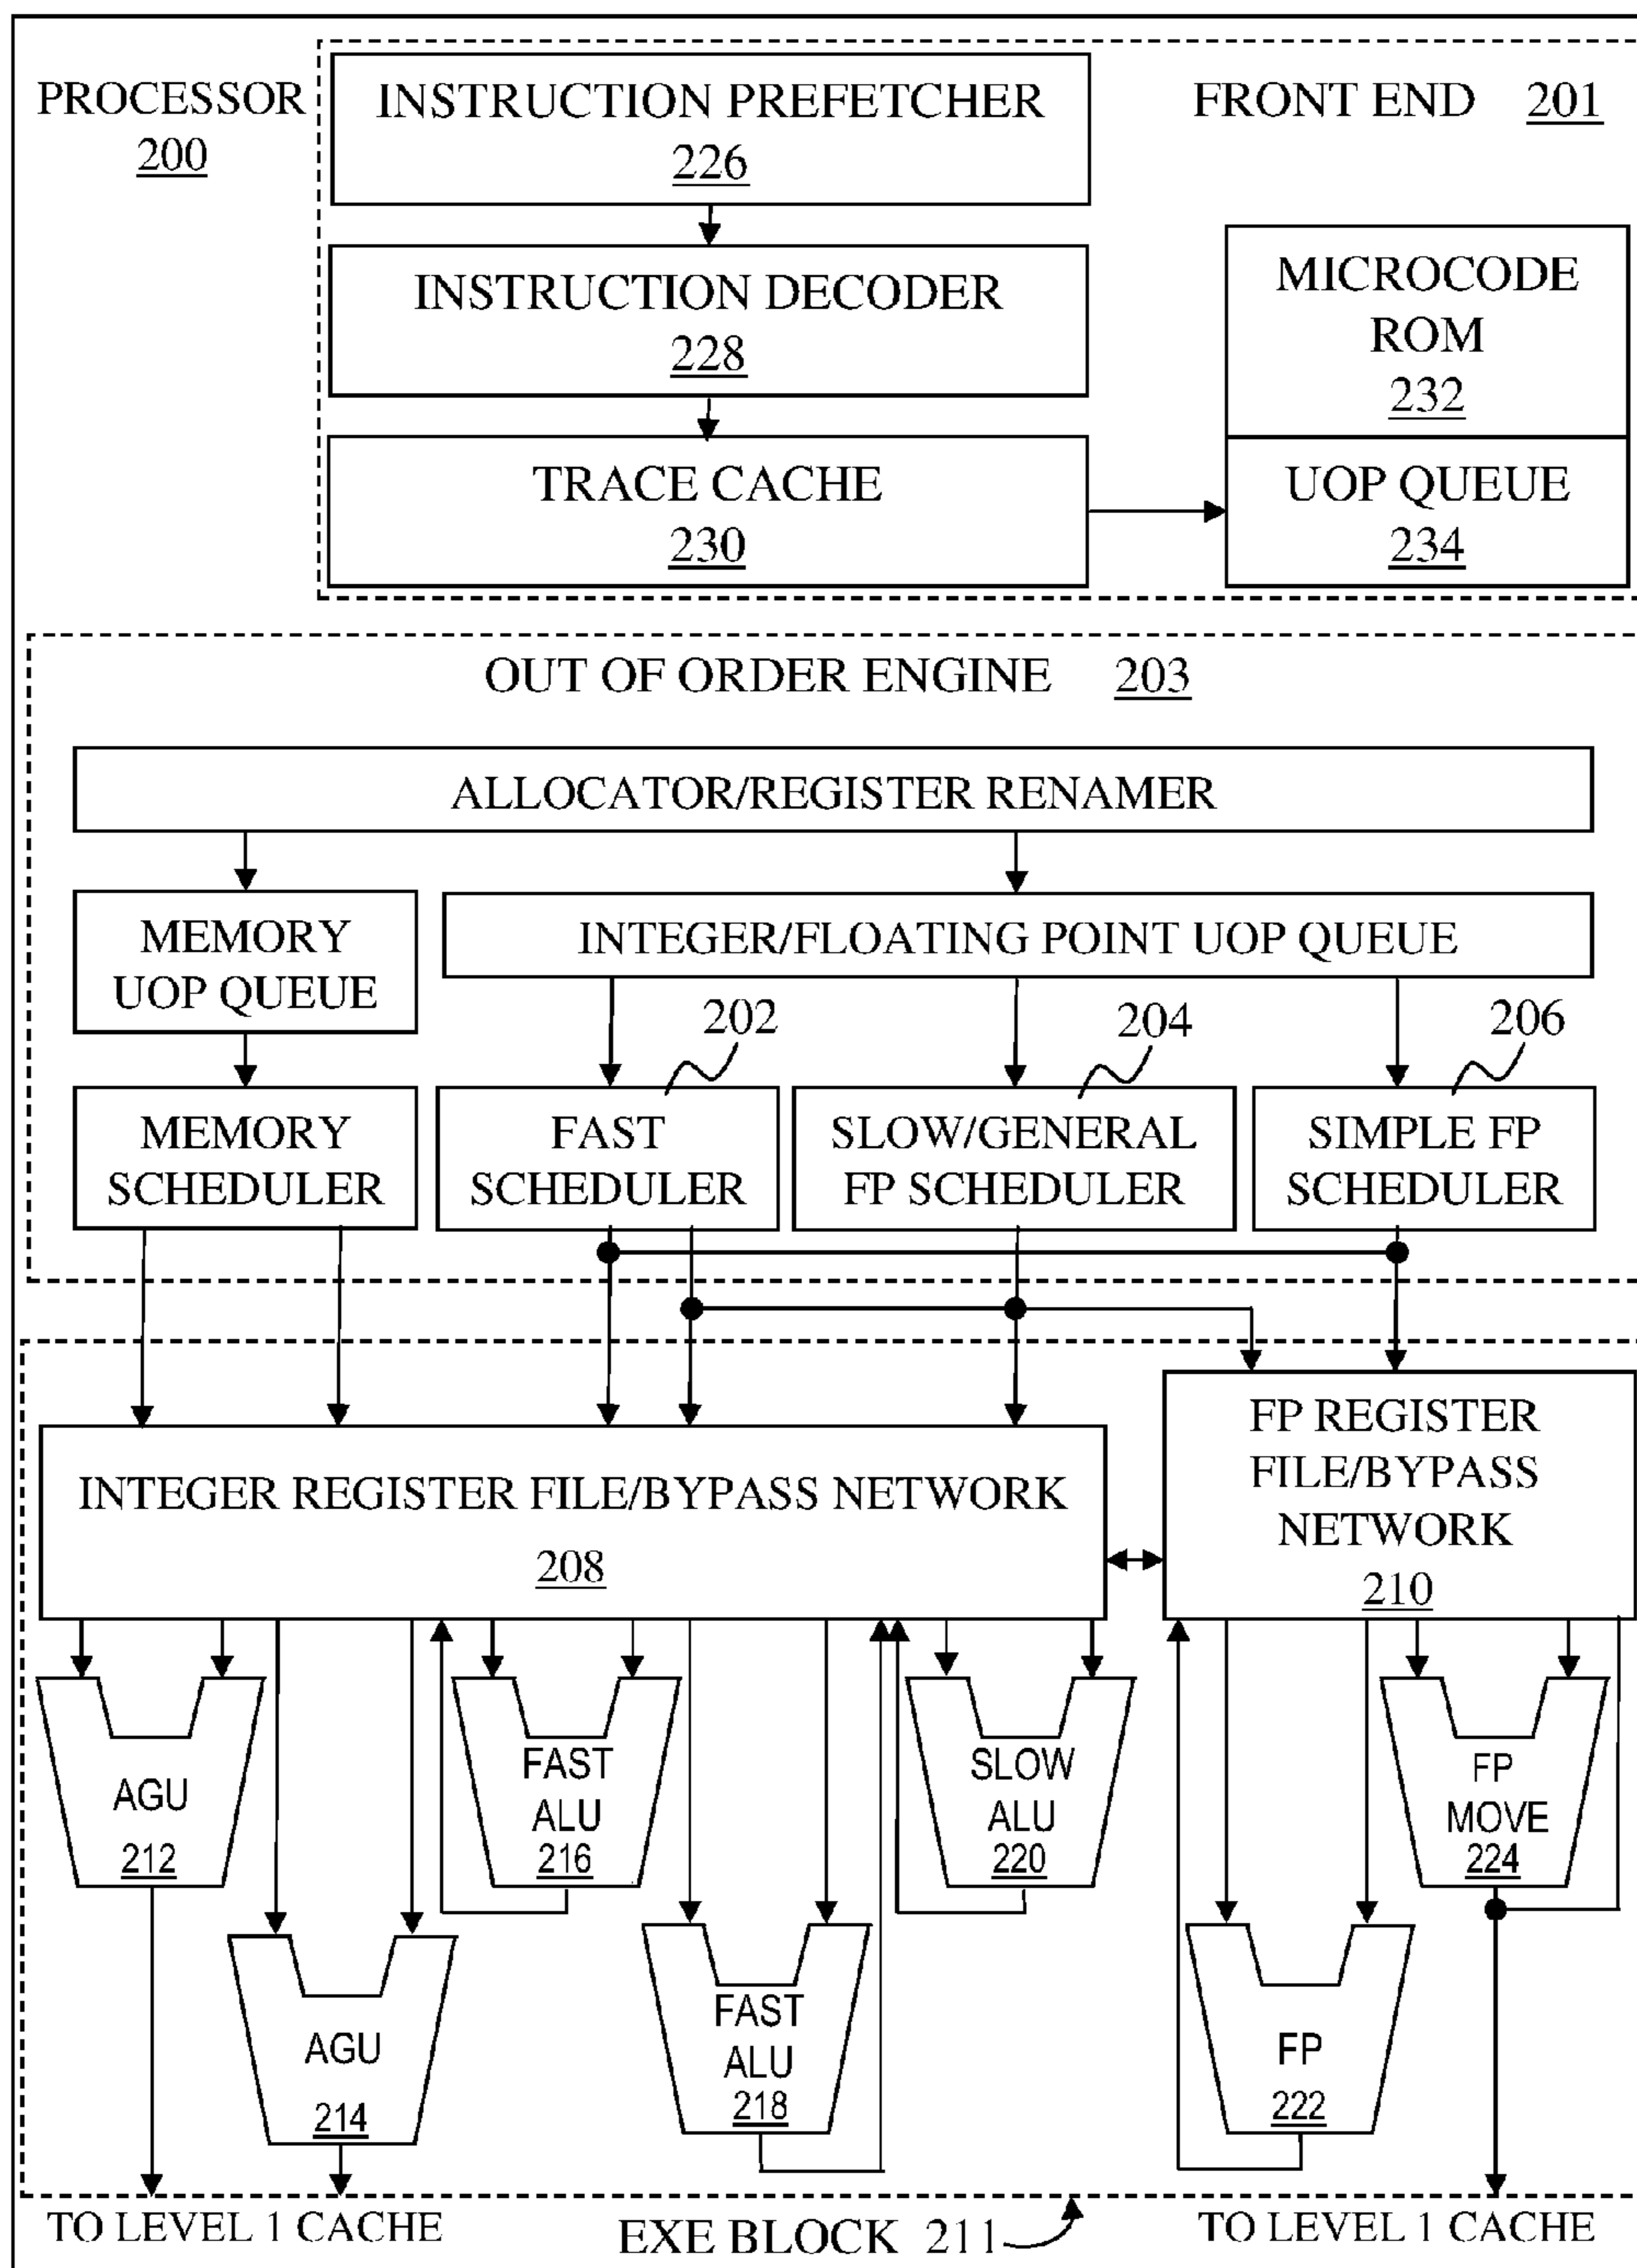 PROCESSOR
200
INSTRUCTION PREFETCHER
226
FRONT END 201
INSTRUCTION DECODER
228
MICROCODE
ROM
232
TRACE CACHE
230
UOP QUEUE
234
OUT OF ORDER ENGINE 203
ALLOCATOR/REGISTER RENAMER
MEMORY
UOP QUEUE
INTEGER/FLOATING POINT UOP QUEUE
202
204
206
MEMORY
SCHEDULER
FAST
SCHEDULER
SLOW/GENERAL
FP SCHEDULER
SIMPLE FP
SCHEDULER
INTEGER REGISTER FILE/BYPASS NETWORK
208
FP REGISTER
FILE/BYPASS
NETWORK
210
AGU
212
FAST
ALU
216
SLOW
ALU
220
FP
MOVE
224
AGU
214
FAST
ALU
218
FP
222
TO LEVEL 1 CACHE
EXE BLOCK 211
TO LEVEL 1 CACHE